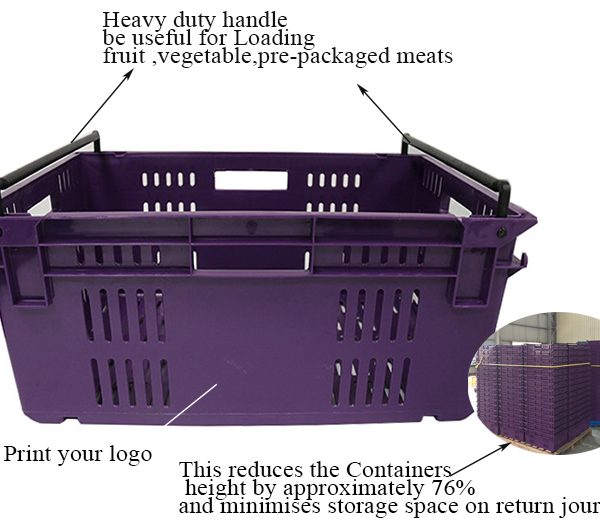 Heavy duty handle
be useful for Loading
fruit ,vegetable,pre-packaged meats
Print your logo
This reduces the Containers
height by approximately 76%
and minimises storage space on return jour